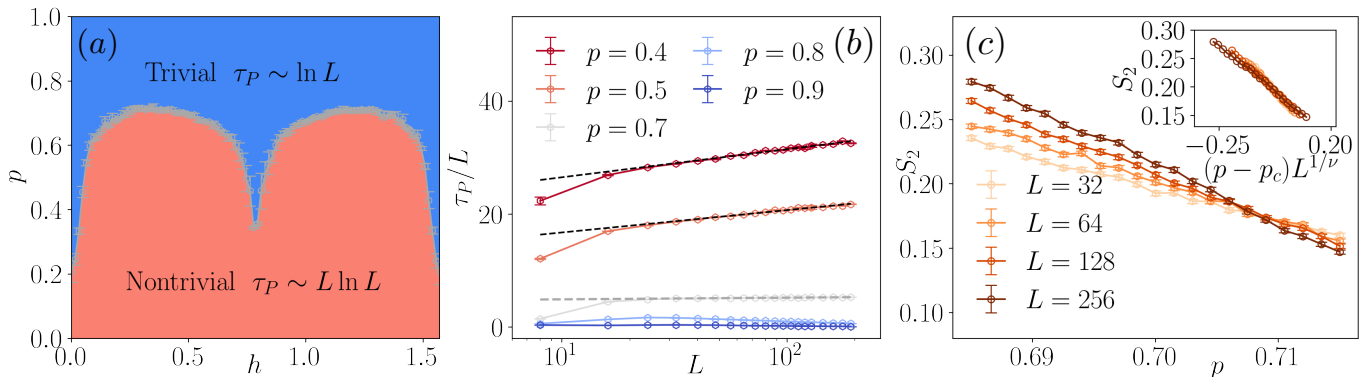 (a)
Trivial τ_P ∼ ln L
Nontrivial τ_P ∼ L ln L
p
1.0
0.8
0.6
0.4
0.2
0.0
0.0 0.5 1.0 1.5
h
(b)
p = 0.4 p = 0.8
p = 0.5 p = 0.9
p = 0.7
τ_P/L
40
20
0
10^1 10^2
L
(c)
S_2
0.30
0.25
0.20
0.15
0.10
0.69 0.70 0.71
p
L = 32
L = 64
L = 128
L = 256
S_2
0.30
0.25
0.20
0.15
−0.25 0.20
(p − p_c)L^{1/ν}